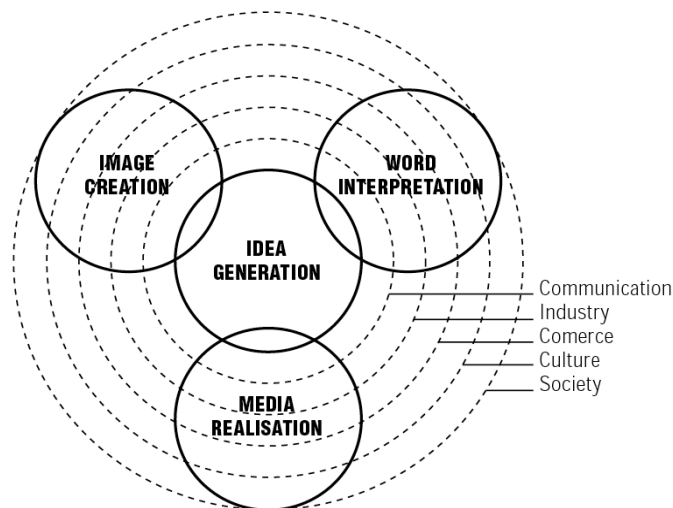 IMAGE
CREATION
WORD
INTERPRETATION
IDEA
GENERATION
MEDIA
REALISATION
Communication
Industry
Comerce
Culture
Society